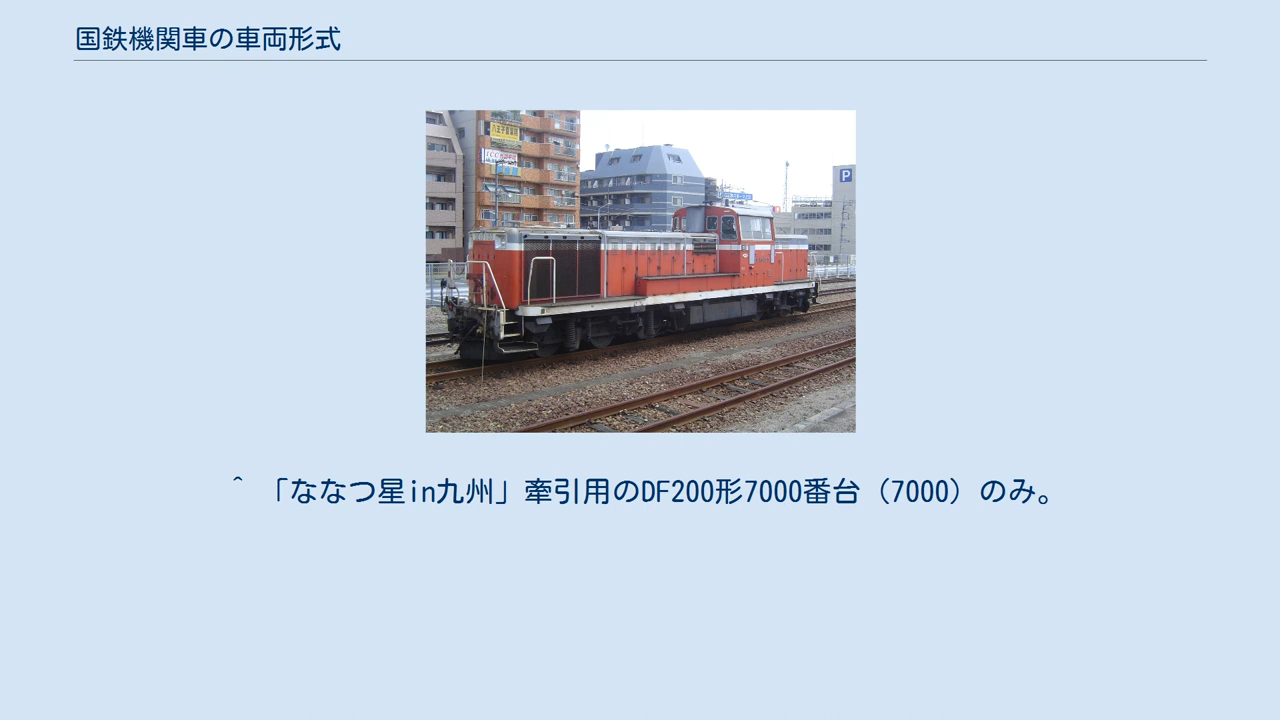 国鉄機関車の車両形式
P
^ 「ななつ星in九州」牽引用のDF200形7000番台（7000）のみ。